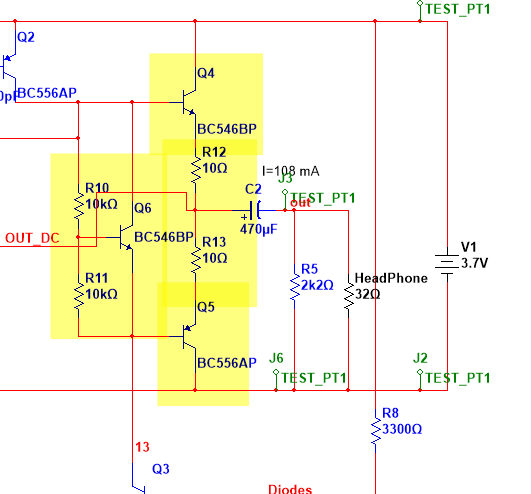 TEST_PT1
Q2
Q4
BC556AP
BC546BP
R12
10Ω
I=108 mA
J3
R10
10kΩ
C2
TEST_PT1
out
Q6
470µF
OUT_DC
BC546BP
R13
10Ω
V1
3.7V
R5
2k2Ω
HeadPhone
32Ω
R11
10kΩ
Q5
BC556AP
J6
TEST_PT1
J2
TEST_PT1
R8
3300Ω
13
Q3
Diodes